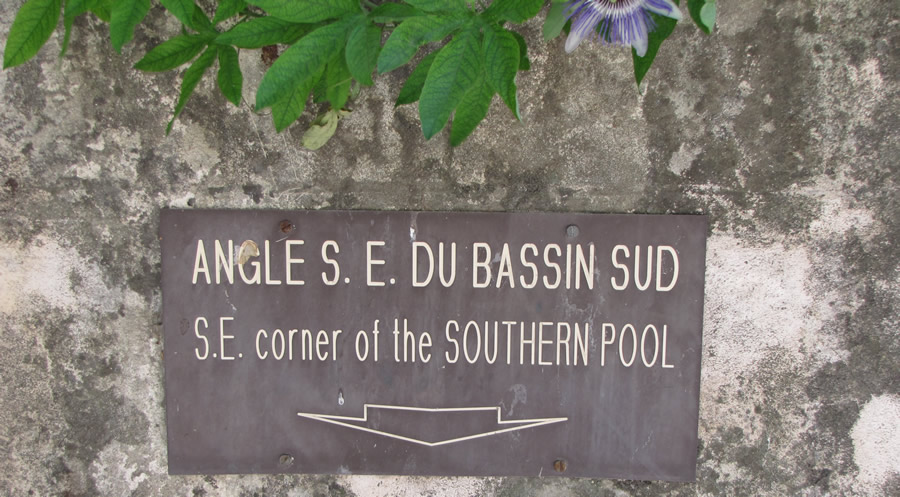 ANGLE S. E. DU BASSIN SUD
S.E. corner of the SOUTHERN POOL